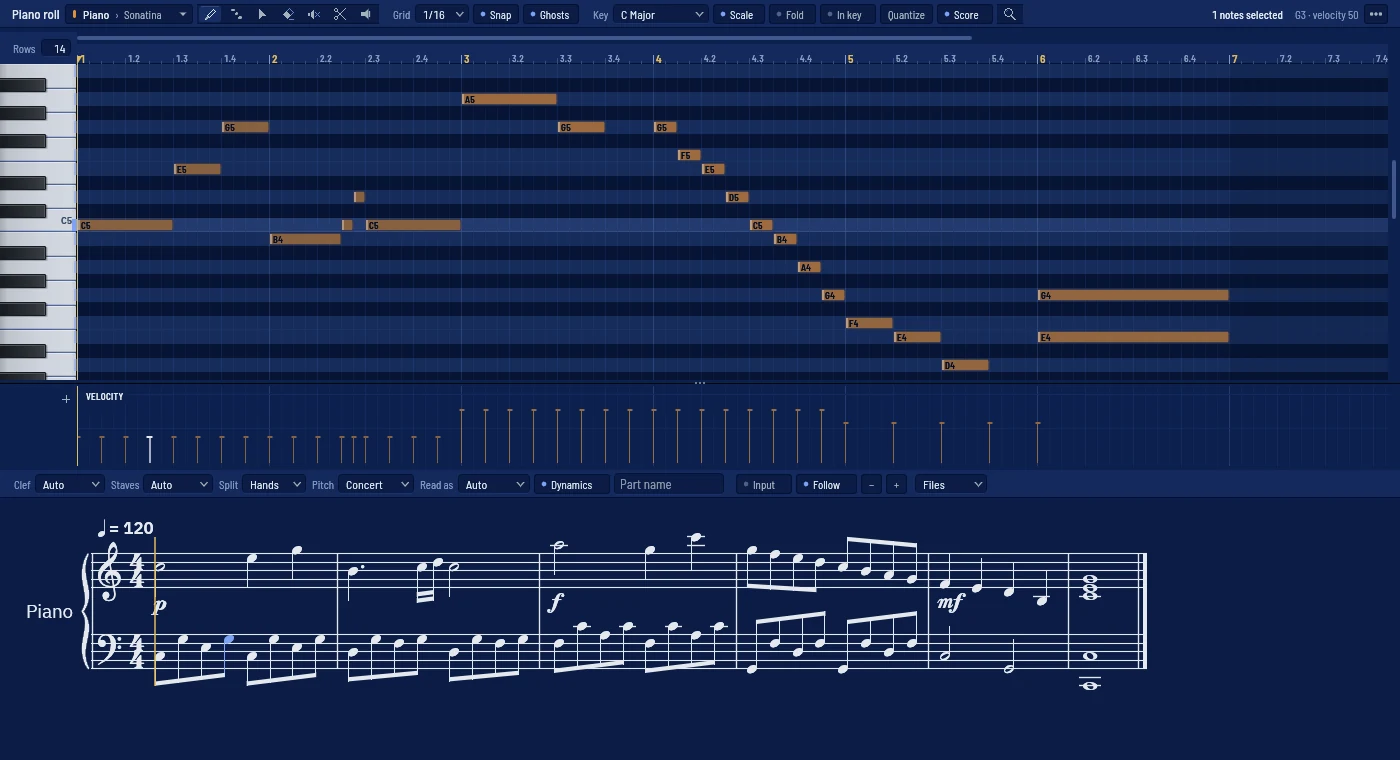 Piano roll Piano › Sonatina Grid 1/16 Snap Ghosts Key C Major Scale Fold In key Quantize Score 1 notes selected G3 · velocity 50
Rows 14
1 1.2 1.3 1.4 2 2.2 2.3 2.4 3 3.2 3.3 3.4 4 4.2 4.3 4.4 5 5.2 5.3 5.4 6 6.2 6.3 6.4 7 7.2 7.3 7.4
A5
G5 G5 G5
F5
E5 E5
D5
C5 C5 C5 C5
B4 B4
A4
G4 G4
F4
E4 E4
D4
+ VELOCITY
Clef Auto Staves Auto Split Hands Pitch Concert Read as Auto Dynamics Part name Input Follow − + Files
♩ = 120
4 4
p f mf
Piano
4 4